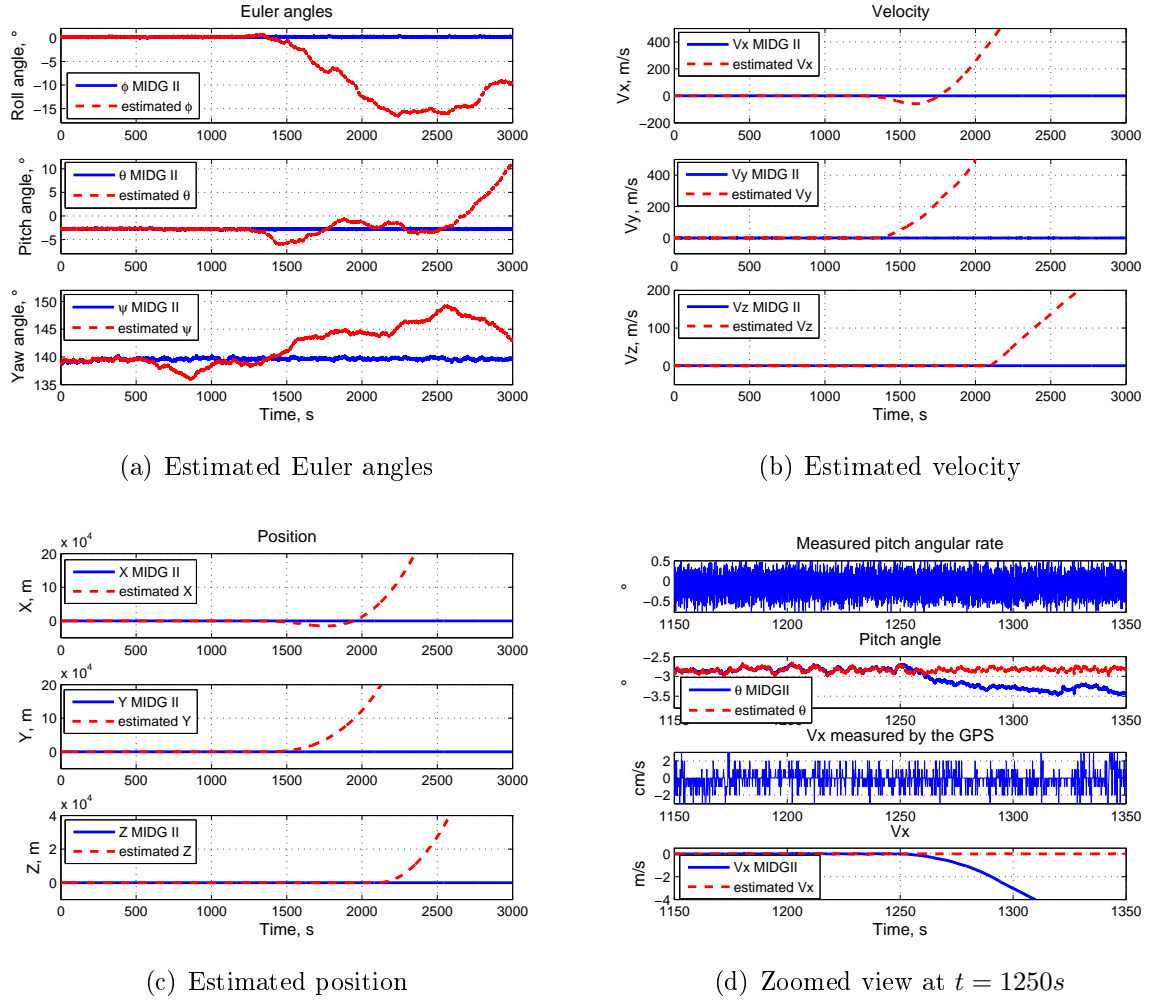 Euler angles
Roll angle, °
0
−5
−10
−15
φ MIDG II
estimated φ
0 500 1000 1500 2000 2500 3000
Pitch angle, °
10
5
0
−5
θ MIDG II
estimated θ
0 500 1000 1500 2000 2500 3000
Yaw angle, °
150
145
140
135
ψ MIDG II
estimated ψ
0 500 1000 1500 2000 2500 3000
Time, s
(a) Estimated Euler angles
Velocity
Vx, m/s
400
200
0
−200
Vx MIDG II
estimated Vx
0 500 1000 1500 2000 2500 3000
Vy, m/s
400
200
0
Vy MIDG II
estimated Vy
0 500 1000 1500 2000 2500 3000
Vz, m/s
200
100
0
Vz MIDG II
estimated Vz
0 500 1000 1500 2000 2500 3000
Time, s
(b) Estimated velocity
Position
x 10⁴
X, m
20
10
0
X MIDG II
estimated X
0 500 1000 1500 2000 2500 3000
x 10⁴
Y, m
20
10
0
Y MIDG II
estimated Y
0 500 1000 1500 2000 2500 3000
x 10⁴
Z, m
4
2
0
Z MIDG II
estimated Z
0 500 1000 1500 2000 2500 3000
Time, s
(c) Estimated position
Measured pitch angular rate
°
0.5
0
−0.5
1150 1200 1250 1300 1350
Pitch angle
°
−2.5
−3
−3.5
θ MIDGII
estimated θ
1150 1200 1250 1300 1350
Vx measured by the GPS
cm/s
2
0
−2
1150 1200 1250 1300 1350
Vx
m/s
0
−2
−4
Vx MIDGII
estimated Vx
1150 1200 1250 1300 1350
Time, s
(d) Zoomed view at t = 1250s